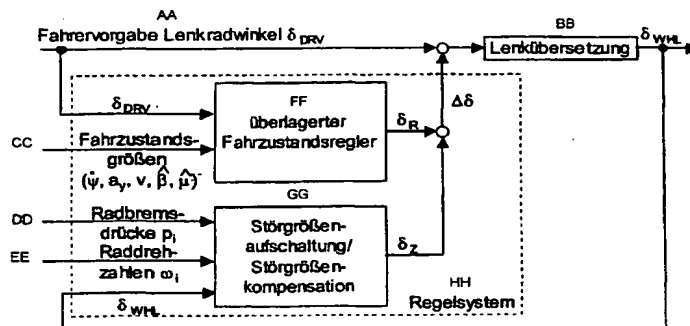 AA
Fahrervorgabe Lenkradwinkel δDRV
BB
Lenkübersetzung
δWHL
Δδ
δDRV
FF
überlagerter
Fahrzustandsregler
δR
CC
Fahrzustands-
größen
(ψ̇, ay, v, β̂, μ̂)
GG
DD
Radbrems-
drücke pi
EE
Raddreh-
zahlen ωi
δWHL
Störgrößen-
aufschaltung/
Störgrößen-
kompensation
δZ
HH
Regelsystem